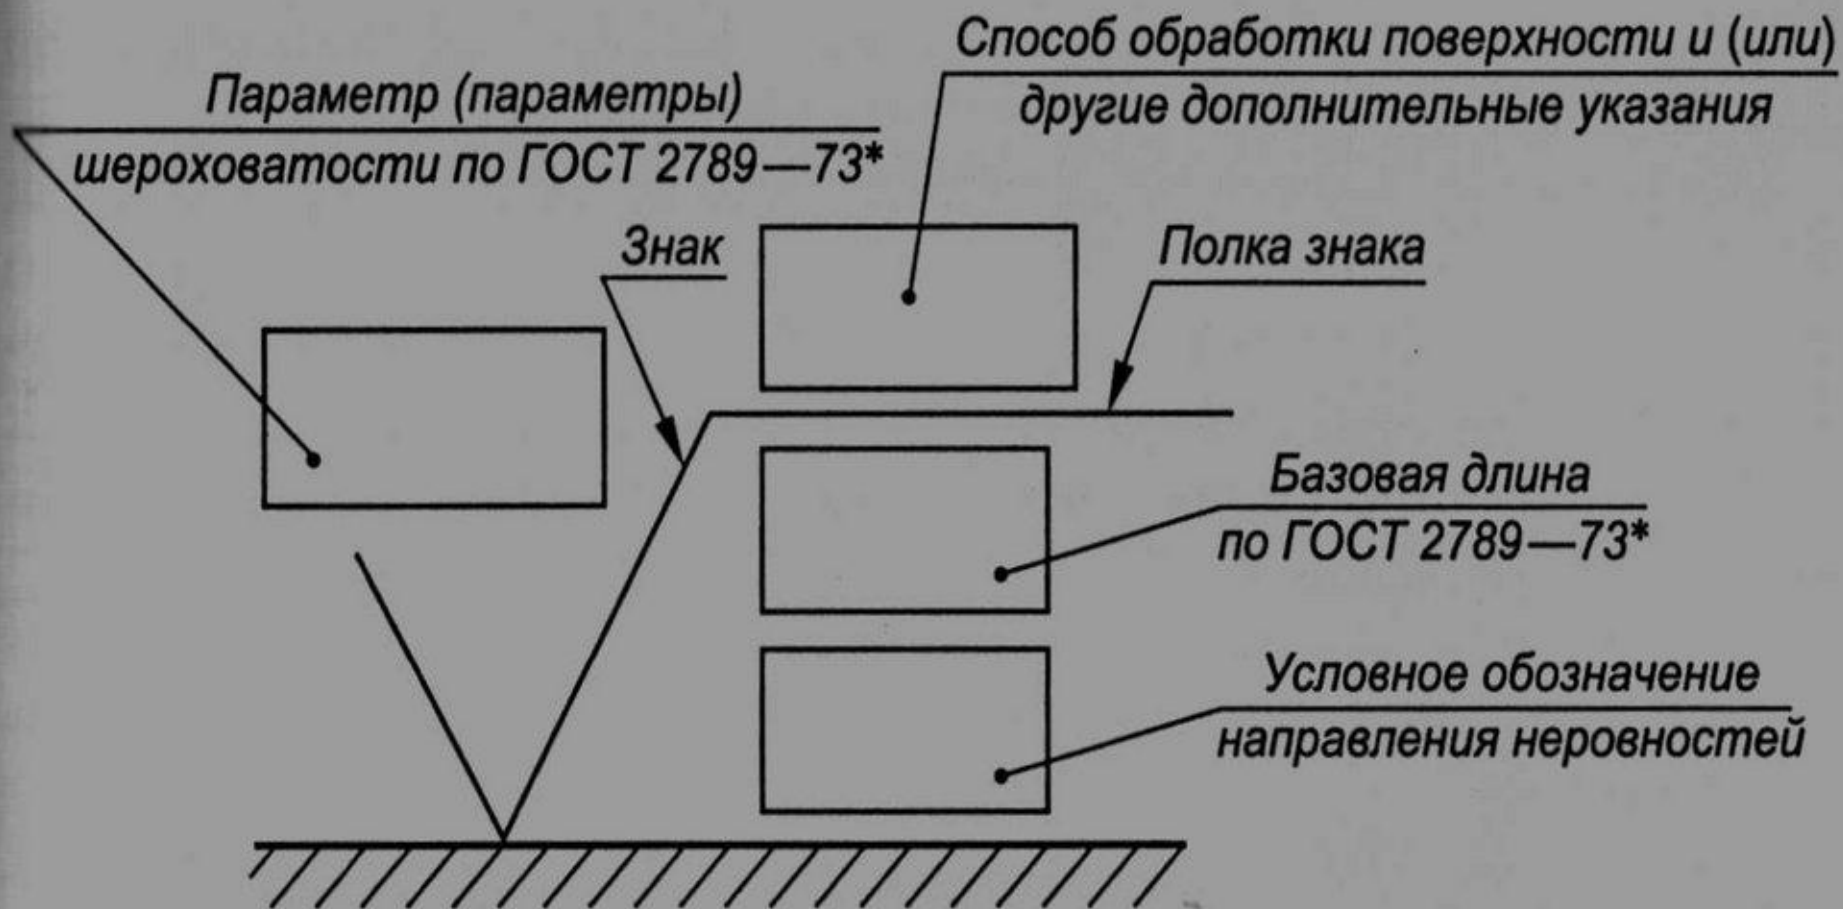 Способ обработки поверхности и (или)
другие дополнительные указания
Параметр (параметры)
шероховатости по ГОСТ 2789—73*
Знак
Полка знака
Базовая длина
по ГОСТ 2789—73*
Условное обозначение
направления неровностей